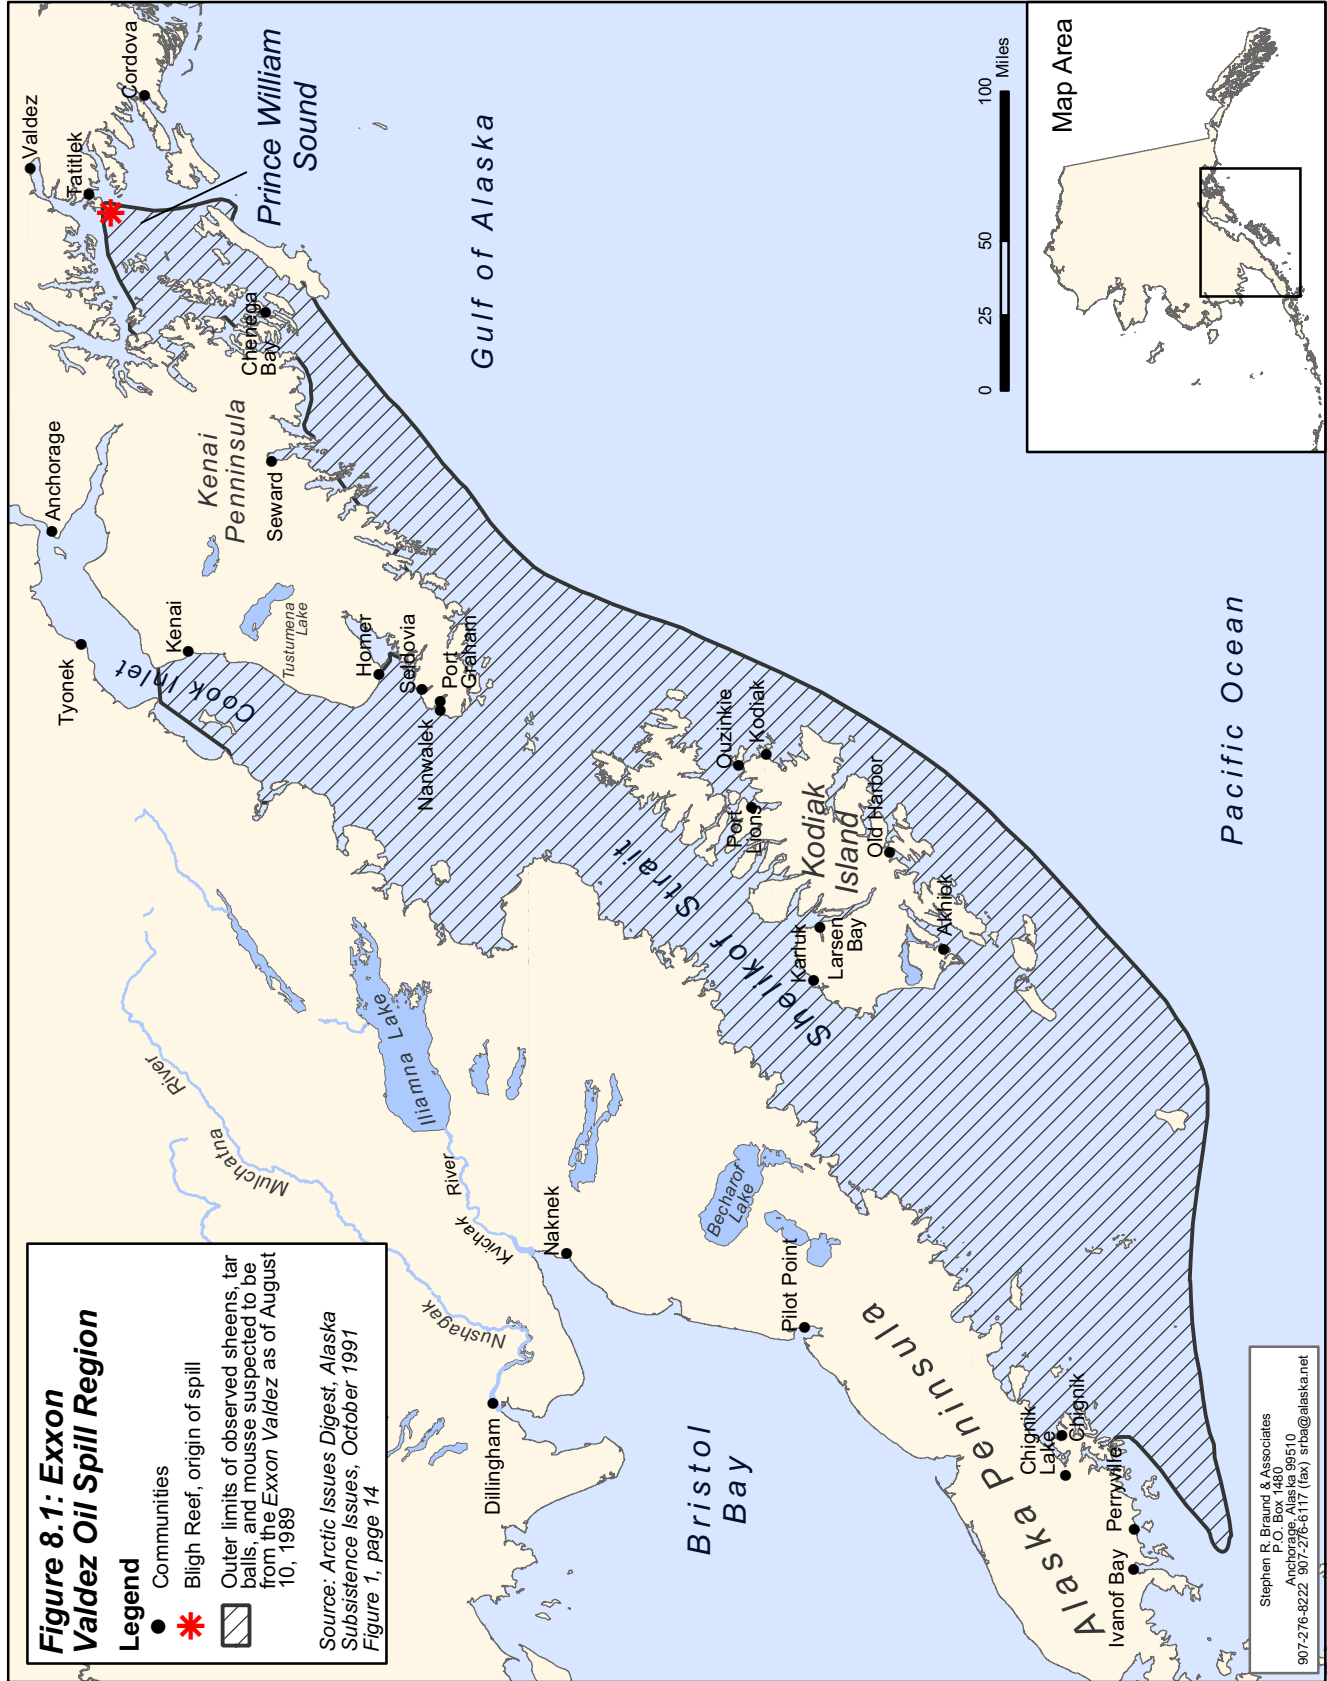 Figure 8.1: Exxon
Valdez Oil Spill Region
Legend
Communities
Bligh Reef, origin of spill
Outer limits of observed sheens, tar
balls, and mousse suspected to be
from the Exxon Valdez as of August
10, 1989
Source: Arctic Issues Digest, Alaska
Subsistence Issues, October 1991
Figure 1, page 14
Valdez
Tatitlek
Cordova
Prince William
Sound
Chenega
Bay
Anchorage
Kenai
Penninsula
Seward
Tyonek
Kenai
Cook Inlet
Tustumena
Lake
Homer
Seldovia
Port
Graham
Nanwalek
Gulf of Alaska
Ouzinkie
Kodiak
Port
Lions
Kodiak
Island
Old Harbor
Akhiok
Karluk
Larsen
Bay
Shelikof Strait
Iliamna Lake
Mulchatna
River
Kvichak
River
Nushagak
Naknek
Dillingham
Becharof
Lake
Pilot Point
Bristol
Bay
Alaska Peninsula
Chignik
Lake
Chignik
Perryville
Ivanof Bay
Pacific Ocean
0
25
50
100
Miles
Map Area
Stephen R. Braund & Associates
P.O. Box 1480
Anchorage, Alaska 99510
907-276-8222 907-276-6117 (fax) srba@alaska.net